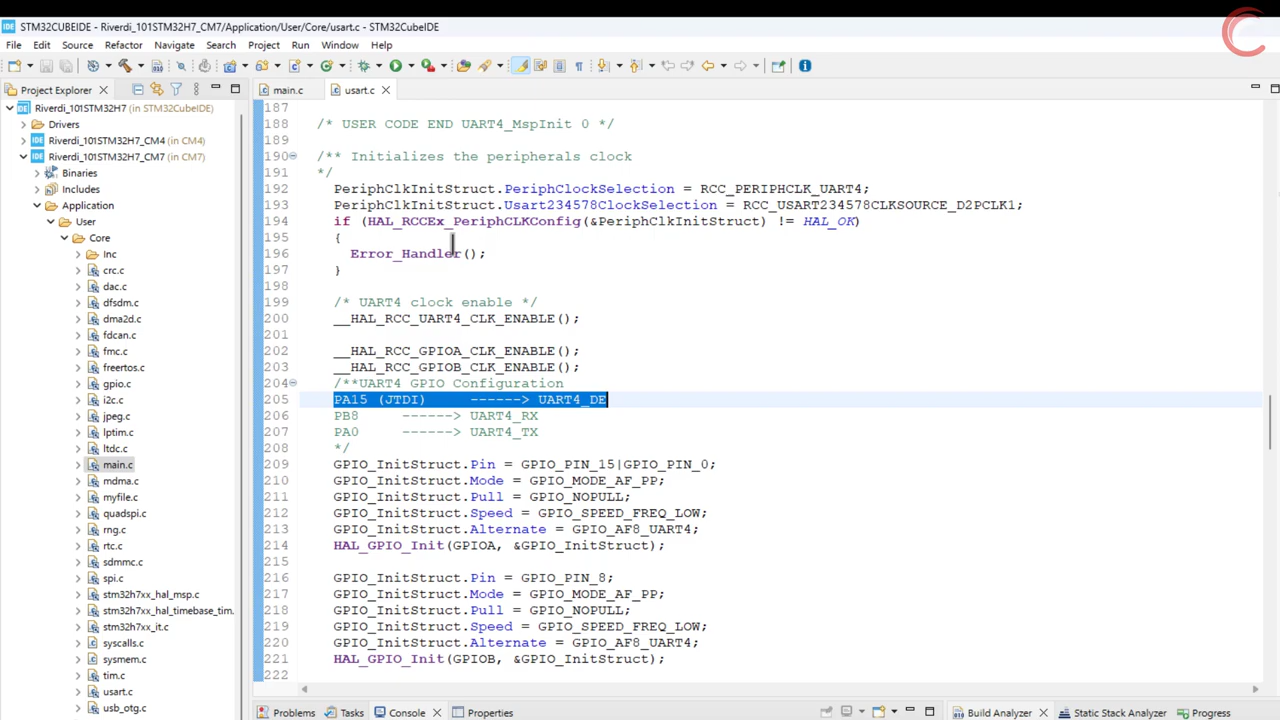 IDE STM32CUBEIDE - Riverdi_101STM32H7_CM7/Application/User/Core/usart.c - STM32CubeIDE
File Edit Source Refactor Navigate Search Project Run Window Help
Project Explorer
main.c
usart.c
Riverdi_101STM32H7 (in STM32CubeIDE)
Drivers
Riverdi_101STM32H7_CM4 (in CM4)
Riverdi_101STM32H7_CM7 (in CM7)
Binaries
Includes
Application
User
Core
Inc
crc.c
dac.c
dfsdm.c
dma2d.c
fdcan.c
fmc.c
freertos.c
gpio.c
i2c.c
jpeg.c
lptim.c
ltdc.c
main.c
mdma.c
myfile.c
quadspi.c
rng.c
rtc.c
sdmmc.c
spi.c
stm32h7xx_hal_msp.c
stm32h7xx_hal_timebase_tim.
stm32h7xx_it.c
syscalls.c
sysmem.c
tim.c
usart.c
usb_otg.c
187
188 /* USER CODE END UART4_MspInit 0 */
189
190 /** Initializes the peripherals clock
191 */
192 PeriphClkInitStruct.PeriphClockSelection = RCC_PERIPHCLK_UART4;
193 PeriphClkInitStruct.Usart234578ClockSelection = RCC_USART234578CLKSOURCE_D2PCLK1;
194 if (HAL_RCCEx_PeriphCLKConfig(&PeriphClkInitStruct) != HAL_OK)
195 {
196 Error_Handler();
197 }
198
199 /* UART4 clock enable */
200 __HAL_RCC_UART4_CLK_ENABLE();
201
202 __HAL_RCC_GPIOA_CLK_ENABLE();
203 __HAL_RCC_GPIOB_CLK_ENABLE();
204 /**UART4 GPIO Configuration
205 PA15 (JTDI) ------> UART4_DE
206 PB8 ------> UART4_RX
207 PA0 ------> UART4_TX
208 */
209 GPIO_InitStruct.Pin = GPIO_PIN_15|GPIO_PIN_0;
210 GPIO_InitStruct.Mode = GPIO_MODE_AF_PP;
211 GPIO_InitStruct.Pull = GPIO_NOPULL;
212 GPIO_InitStruct.Speed = GPIO_SPEED_FREQ_LOW;
213 GPIO_InitStruct.Alternate = GPIO_AF8_UART4;
214 HAL_GPIO_Init(GPIOA, &GPIO_InitStruct);
215
216 GPIO_InitStruct.Pin = GPIO_PIN_8;
217 GPIO_InitStruct.Mode = GPIO_MODE_AF_PP;
218 GPIO_InitStruct.Pull = GPIO_NOPULL;
219 GPIO_InitStruct.Speed = GPIO_SPEED_FREQ_LOW;
220 GPIO_InitStruct.Alternate = GPIO_AF8_UART4;
221 HAL_GPIO_Init(GPIOB, &GPIO_InitStruct);
222
Problems Tasks Console Properties
Build Analyzer Static Stack Analyzer Progress